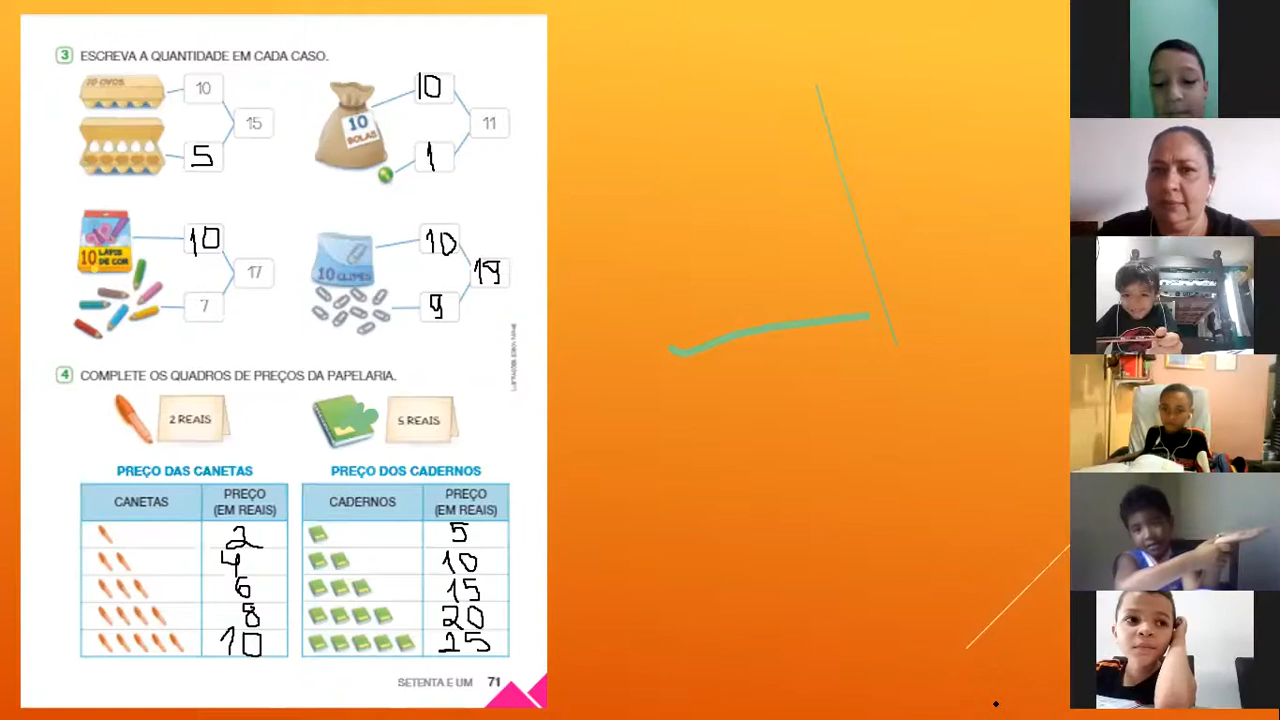 3 ESCREVA A QUANTIDADE EM CADA CASO.
10 OVOS
10
15
5
10 BOLAS
10
11
1
10 LÁPIS DE COR
10
17
7
10 CLIPES
10
19
9
4 COMPLETE OS QUADROS DE PREÇOS DA PAPELARIA.
2 REAIS
5 REAIS
PREÇO DAS CANETAS
CANETAS
PREÇO
(EM REAIS)
2
4
6
8
10
PREÇO DOS CADERNOS
CADERNOS
PREÇO
(EM REAIS)
5
10
15
20
25
SETENTA E UM 71